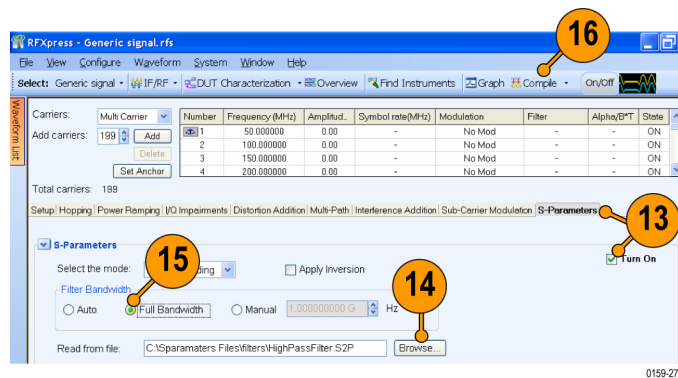 16
RFXpress - Generic signal.rfs
File View Configure Waveform System Window Help
Select: Generic signal IF/RF DUT Characterization Overview Find Instruments Graph Compile On/Off
Waveform List
Carriers: Multi Carrier
Add carriers: 199 Add
Delete
Set Anchor
Total carriers: 199
Number Frequency (MHz) Amplitud.. Symbol rate(MHz) Modulation Filter Alpha/B*T State
1 50.000000 0.00 - No Mod - - ON
2 100.000000 0.00 - No Mod - - ON
3 150.000000 0.00 - No Mod - - ON
4 200.000000 0.00 - No Mod - - ON
Setup Hopping Power Ramping I/Q Impairments Distortion Addition Multi-Path Interference Addition Sub-Carrier Modulation S-Parameters
13
S-Parameters
Turn On
15
Select the mode: Apply Inversion
14
Filter Bandwidth
Auto Full Bandwidth Manual 1.000000000 G Hz
Read from file: C:\Sparamaters Files\filters\HighPassFilter.S2P Browse...
0159-27